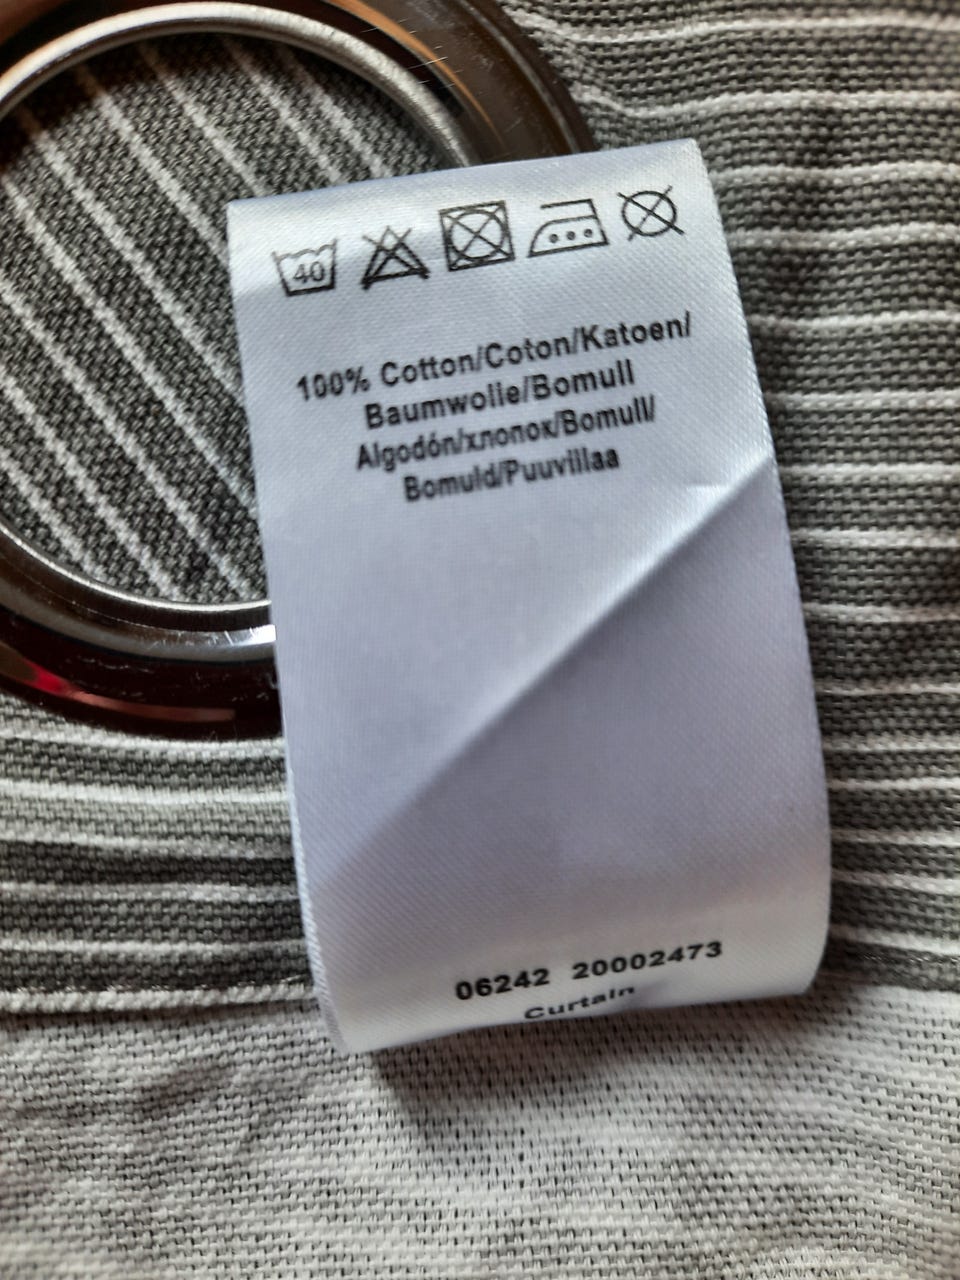 40
100% Cotton/Coton/Katoen/
Baumwolle/Bomull
Algodón/хлопок/Bomull/
Bomuld/Puuvillaa
06242 20002473
Curtain